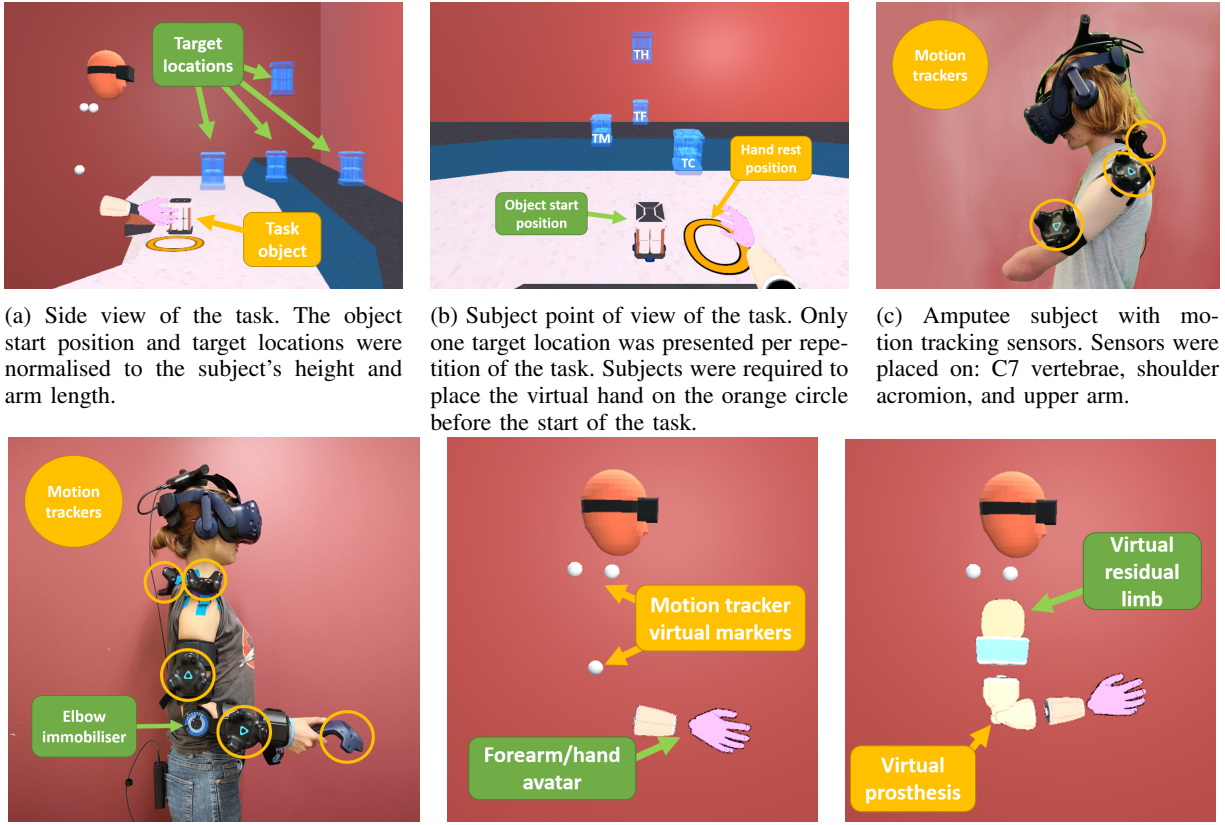 Target
locations
Task
object
TH
TF
TM
TC
Hand rest
position
Object start
position
Motion
trackers
(a) Side view of the task. The object
start position and target locations were
normalised to the subject's height and
arm length.
(b) Subject point of view of the task. Only
one target location was presented per repe-
tition of the task. Subjects were required to
place the virtual hand on the orange circle
before the start of the task.
(c) Amputee subject with mo-
tion tracking sensors. Sensors were
placed on: C7 vertebrae, shoulder
acromion, and upper arm.
Motion
trackers
Elbow
immobiliser
Motion tracker
virtual markers
Forearm/hand
avatar
Virtual
residual
limb
Virtual
prosthesis